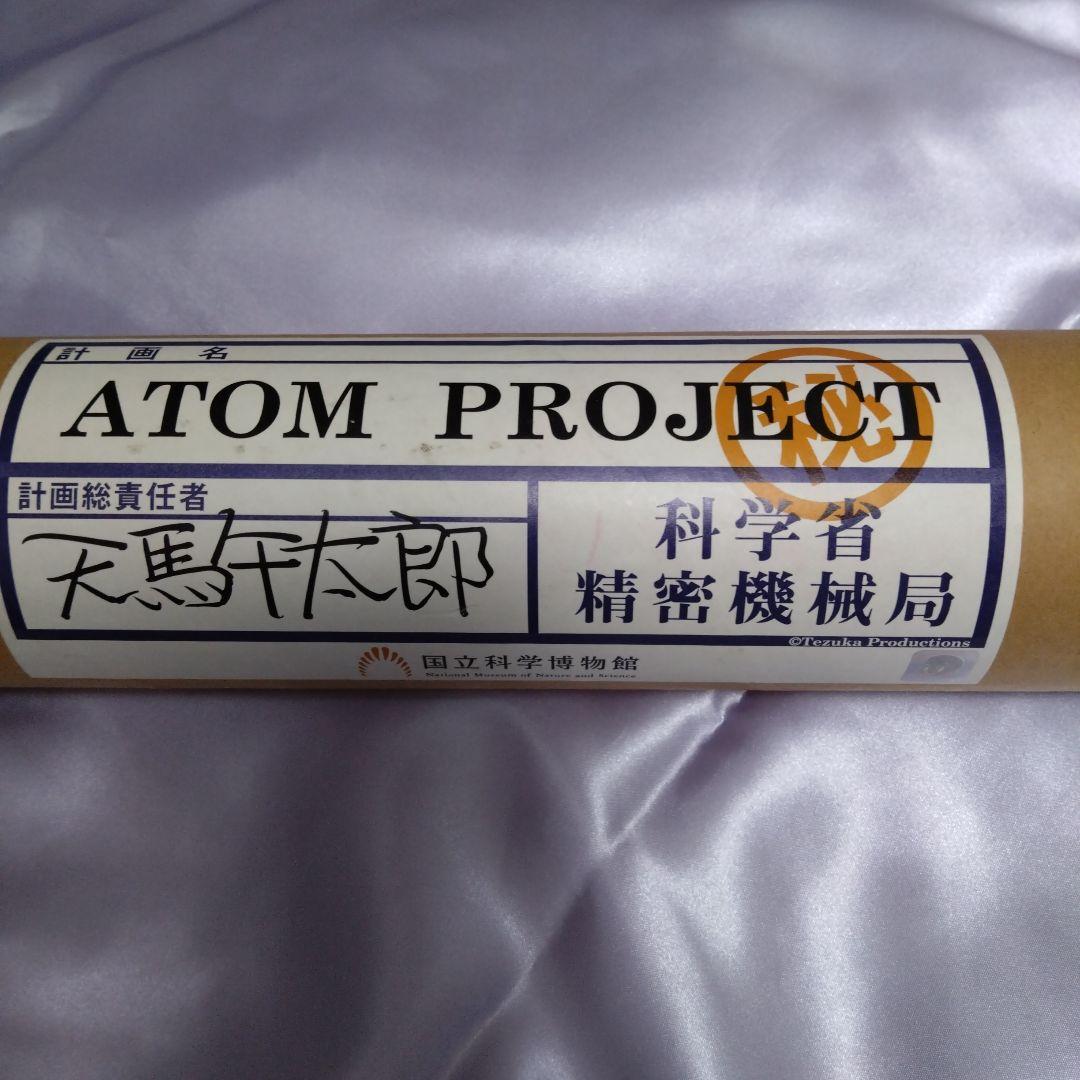 計画名
ATOM PROJECT
秘
計画総責任者
天馬午太郎
科学省
精密機械局
©Tezuka Productions
国立科学博物館
National Museum of Nature and Science